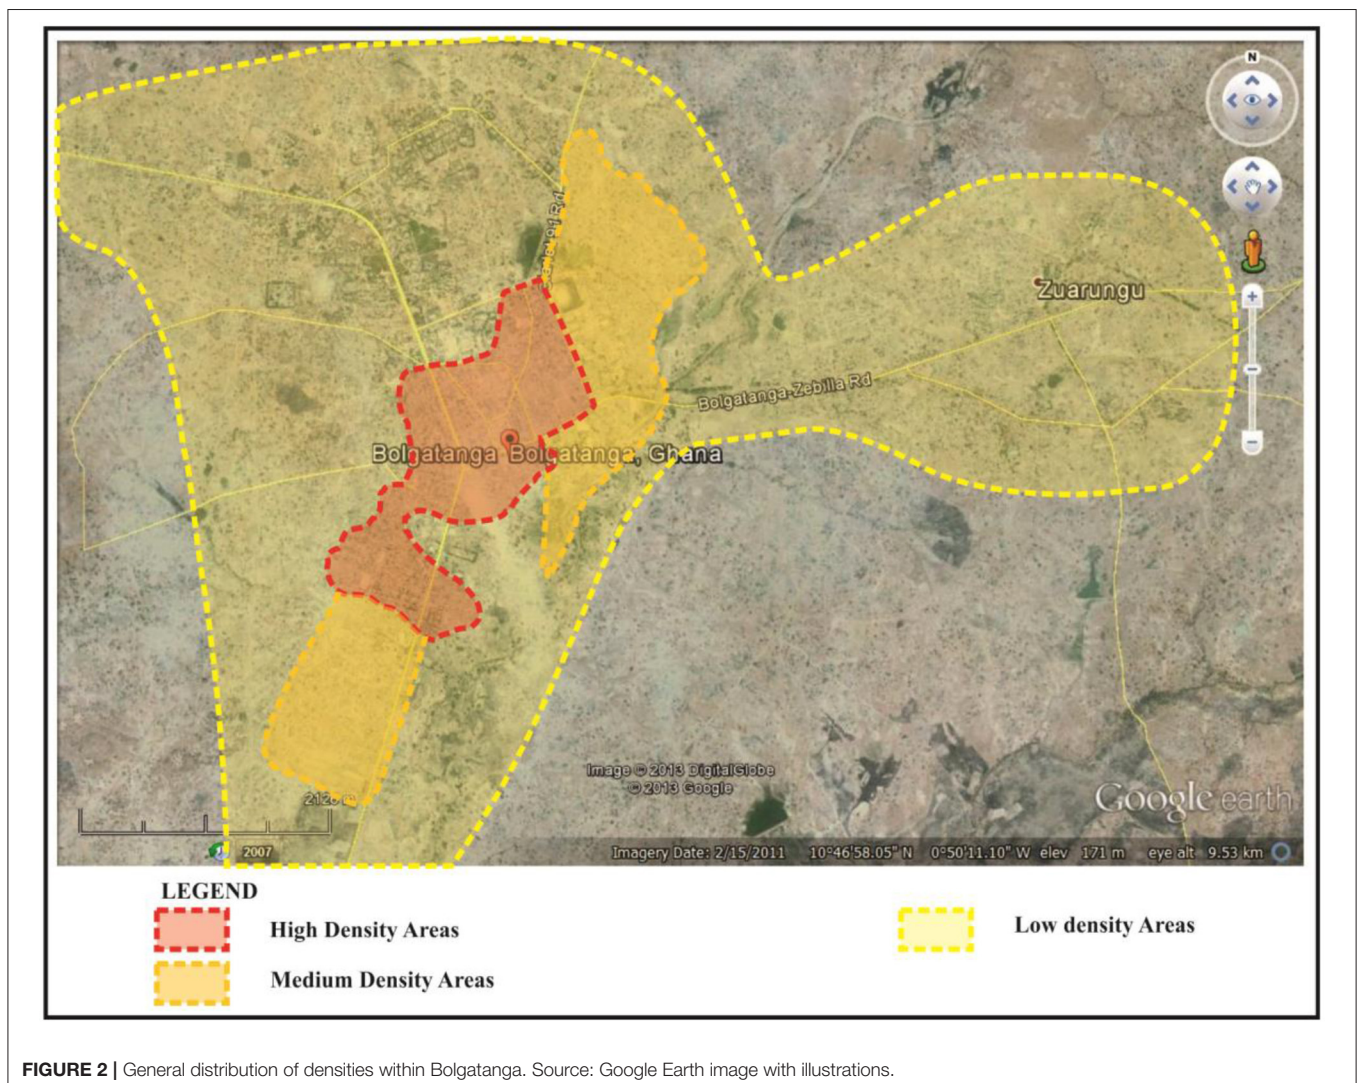 N
Zuarungu
Bolgatanga-Zebilla Rd
Bolgatanga Bolgatanga, Ghana
Image © 2013 DigitalGlobe
© 2013 Google
Google earth
2007
Imagery Date: 2/15/2011 10°46'58.05" N 0°50'11.10" W elev 171 m eye alt 9.53 km
LEGEND
High Density Areas
Low density Areas
Medium Density Areas
FIGURE 2 | General distribution of densities within Bolgatanga. Source: Google Earth image with illustrations.